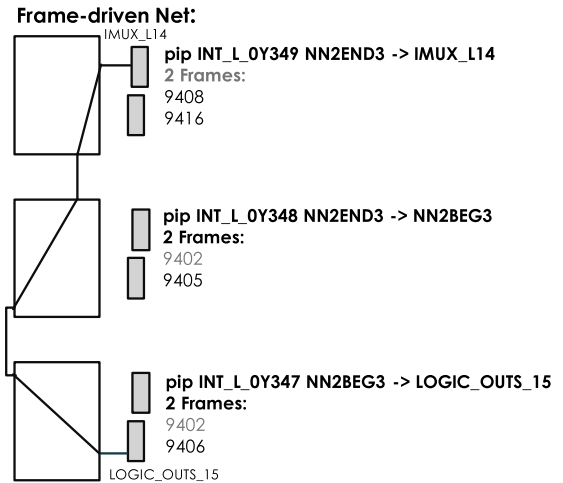 Frame-driven Net:
IMUX_L14
pip INT_L_0Y349 NN2END3 -> IMUX_L14
2 Frames:
9408
9416
pip INT_L_0Y348 NN2END3 -> NN2BEG3
2 Frames:
9402
9405
pip INT_L_0Y347 NN2BEG3 -> LOGIC_OUTS_15
2 Frames:
9402
9406
LOGIC_OUTS_15